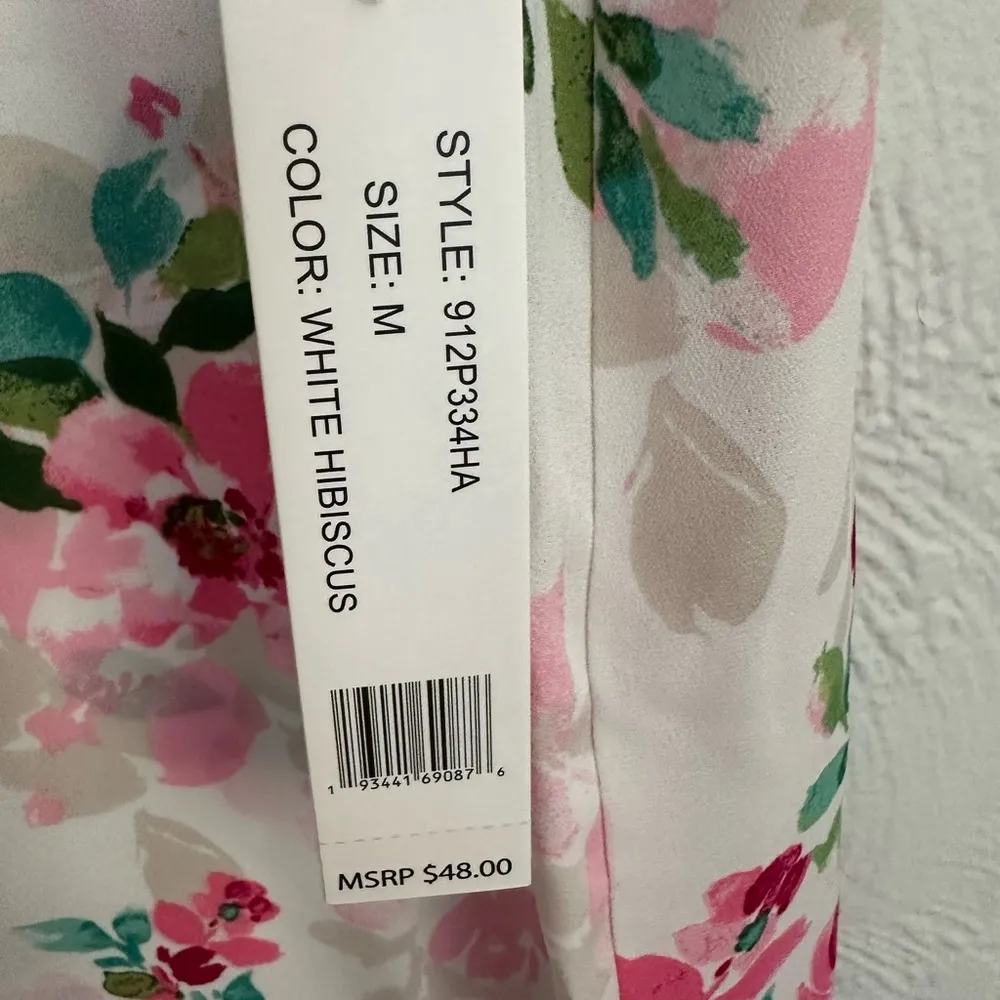 STYLE: 912P334HA
SIZE: M
COLOR: WHITE HIBISCUS
1 93441 69087 6
MSRP $48.00